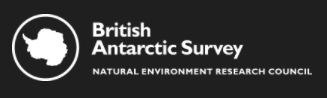 British
Antarctic Survey
NATURAL ENVIRONMENT RESEARCH COUNCIL